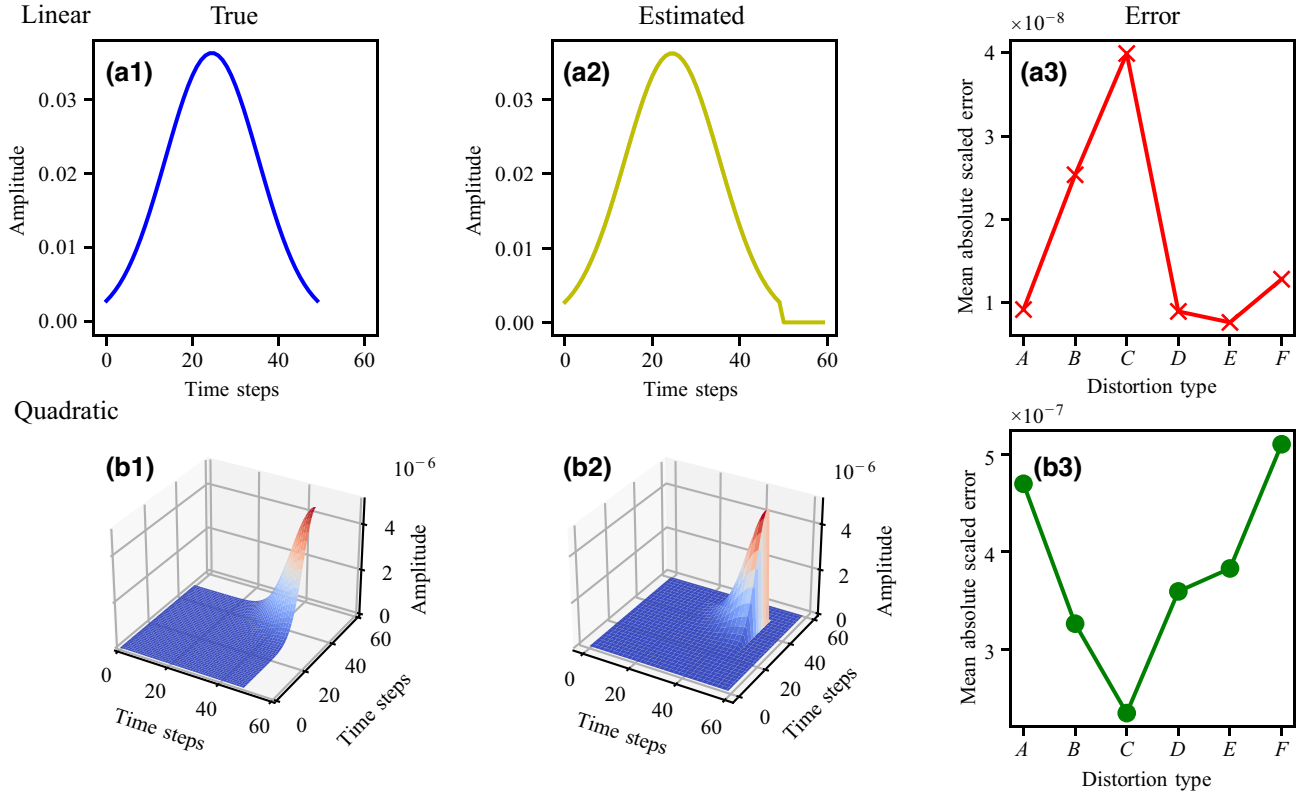 Linear
True
Estimated
Error
(a1)
Amplitude
0.03
0.02
0.01
0.00
0
20
40
60
Time steps
(a2)
Amplitude
0.03
0.02
0.01
0.00
0
20
40
60
Time steps
×10⁻⁸
(a3)
Mean absolute scaled error
4
3
2
1
A
B
C
D
E
F
Distortion type
Quadratic
(b1)
10⁻⁶
Amplitude
4
2
0
0
20
40
60
Time steps
0
20
40
60
Time steps
(b2)
10⁻⁶
Amplitude
4
2
0
0
20
40
60
Time steps
0
20
40
60
Time steps
×10⁻⁷
(b3)
Mean absolute scaled error
5
4
3
A
B
C
D
E
F
Distortion type